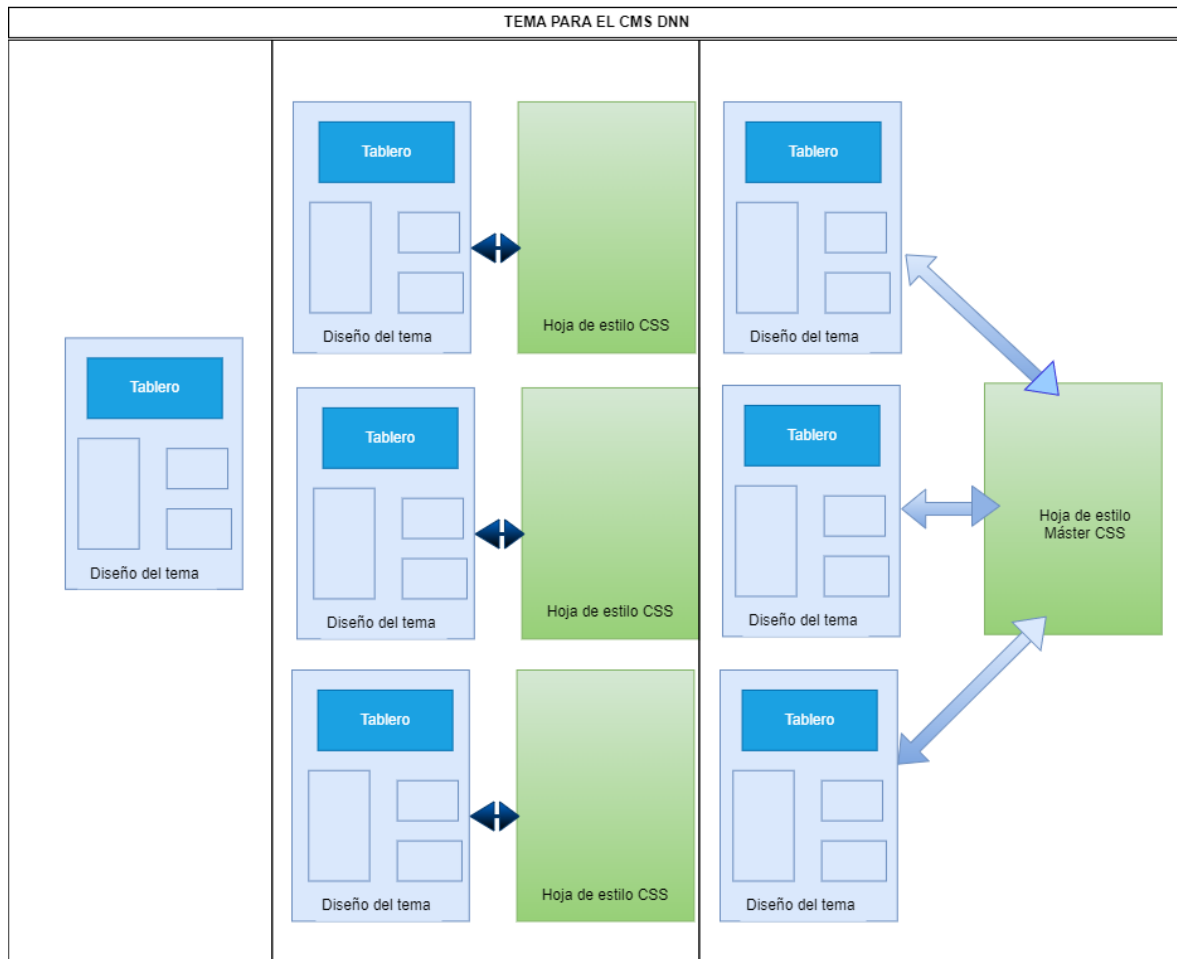 TEMA PARA EL CMS DNN
Tablero
Diseño del tema
Tablero
Diseño del tema
Hoja de estilo CSS
Tablero
Diseño del tema
Hoja de estilo CSS
Tablero
Diseño del tema
Hoja de estilo CSS
Tablero
Diseño del tema
Tablero
Diseño del tema
Tablero
Diseño del tema
Hoja de estilo
Máster CSS